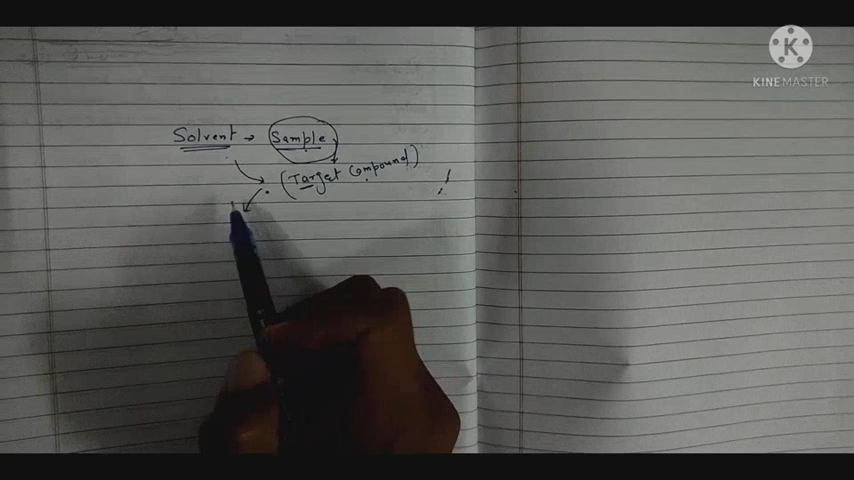 K
KINEMASTER
Solvent → Sample
(Target Compound)